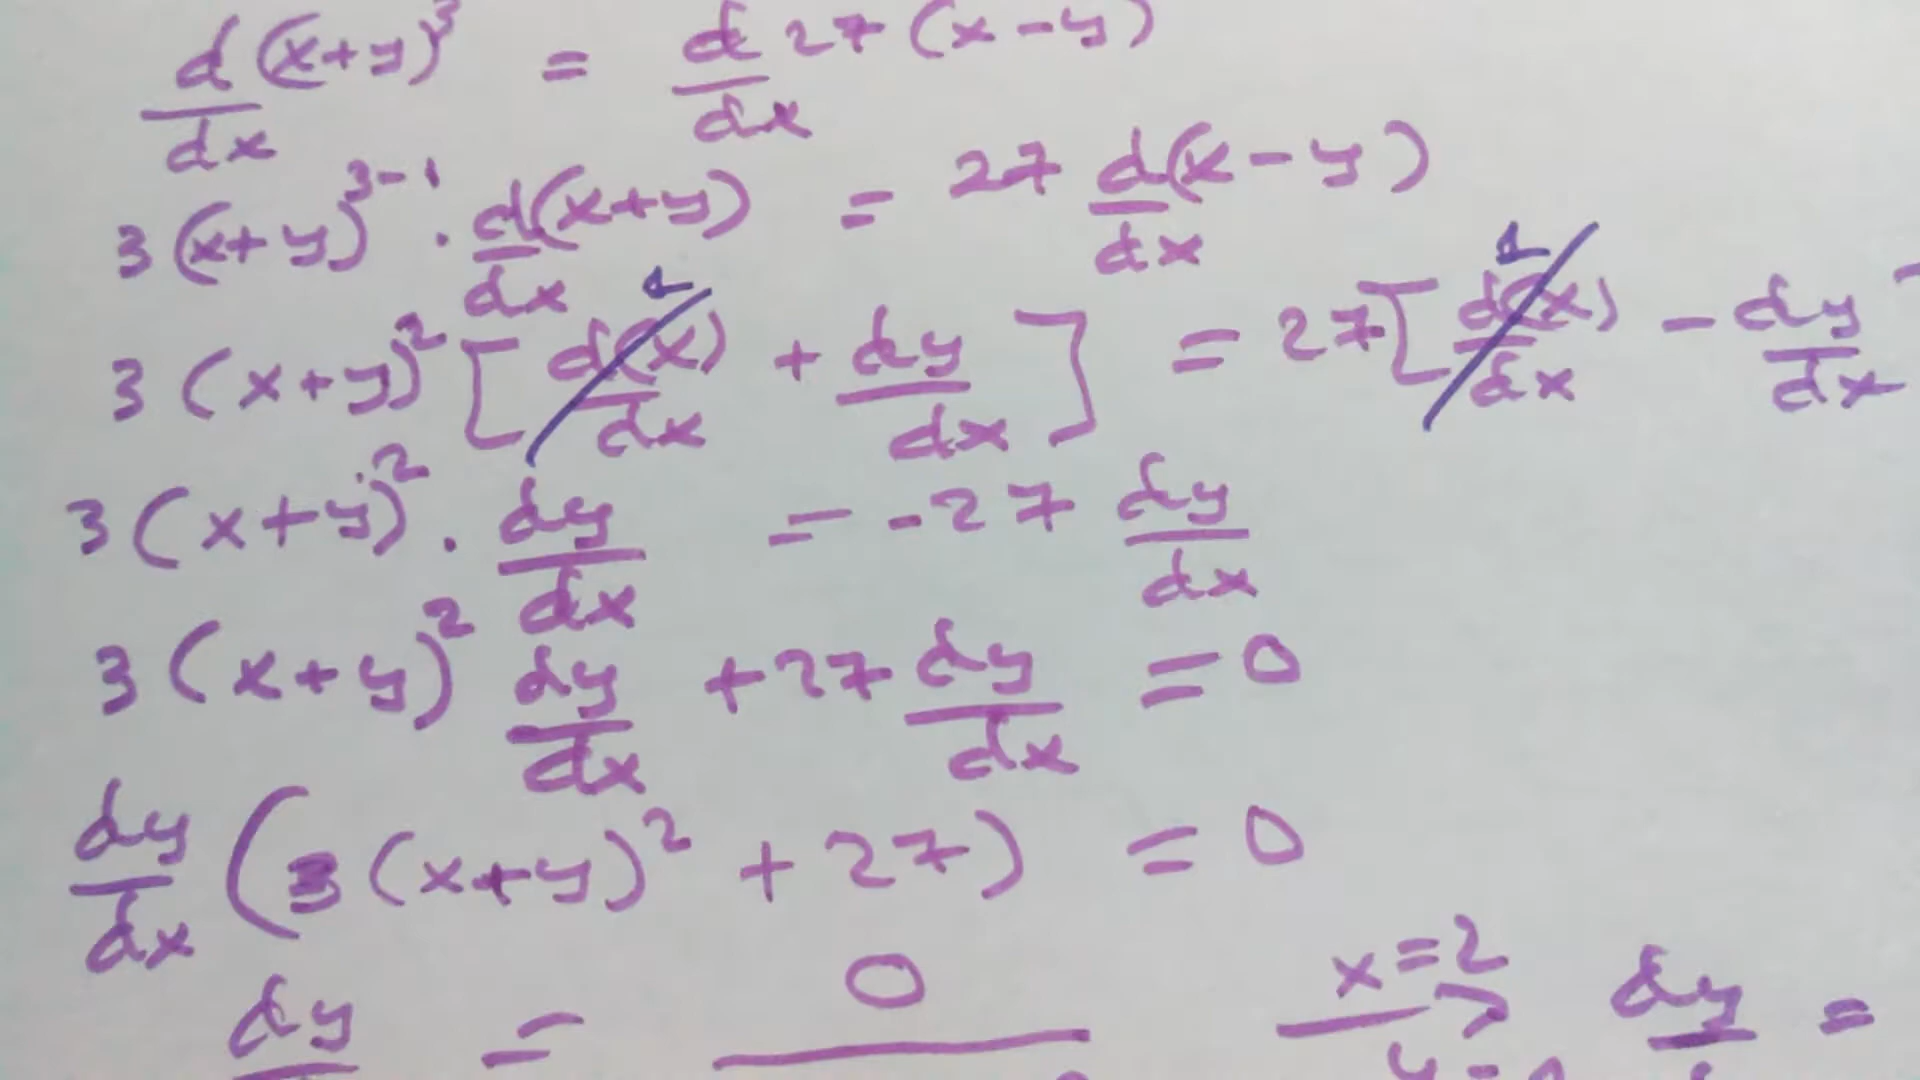 d/dx (x+y)^3 = d/dx 27(x-y)
3(x+y)^3-1 . d/dx (x+y) = 27 d/dx (x-y)
3(x+y)^2 [d(x)/dx + dy/dx] = 27[d(x)/dx - dy/dx
3(x+y)^2 . dy/dx = -27 dy/dx
3(x+y)^2 dy/dx + 27 dy/dx = 0
dy/dx (3(x+y)^2 + 27) = 0
dy = 0 x=2 dy =